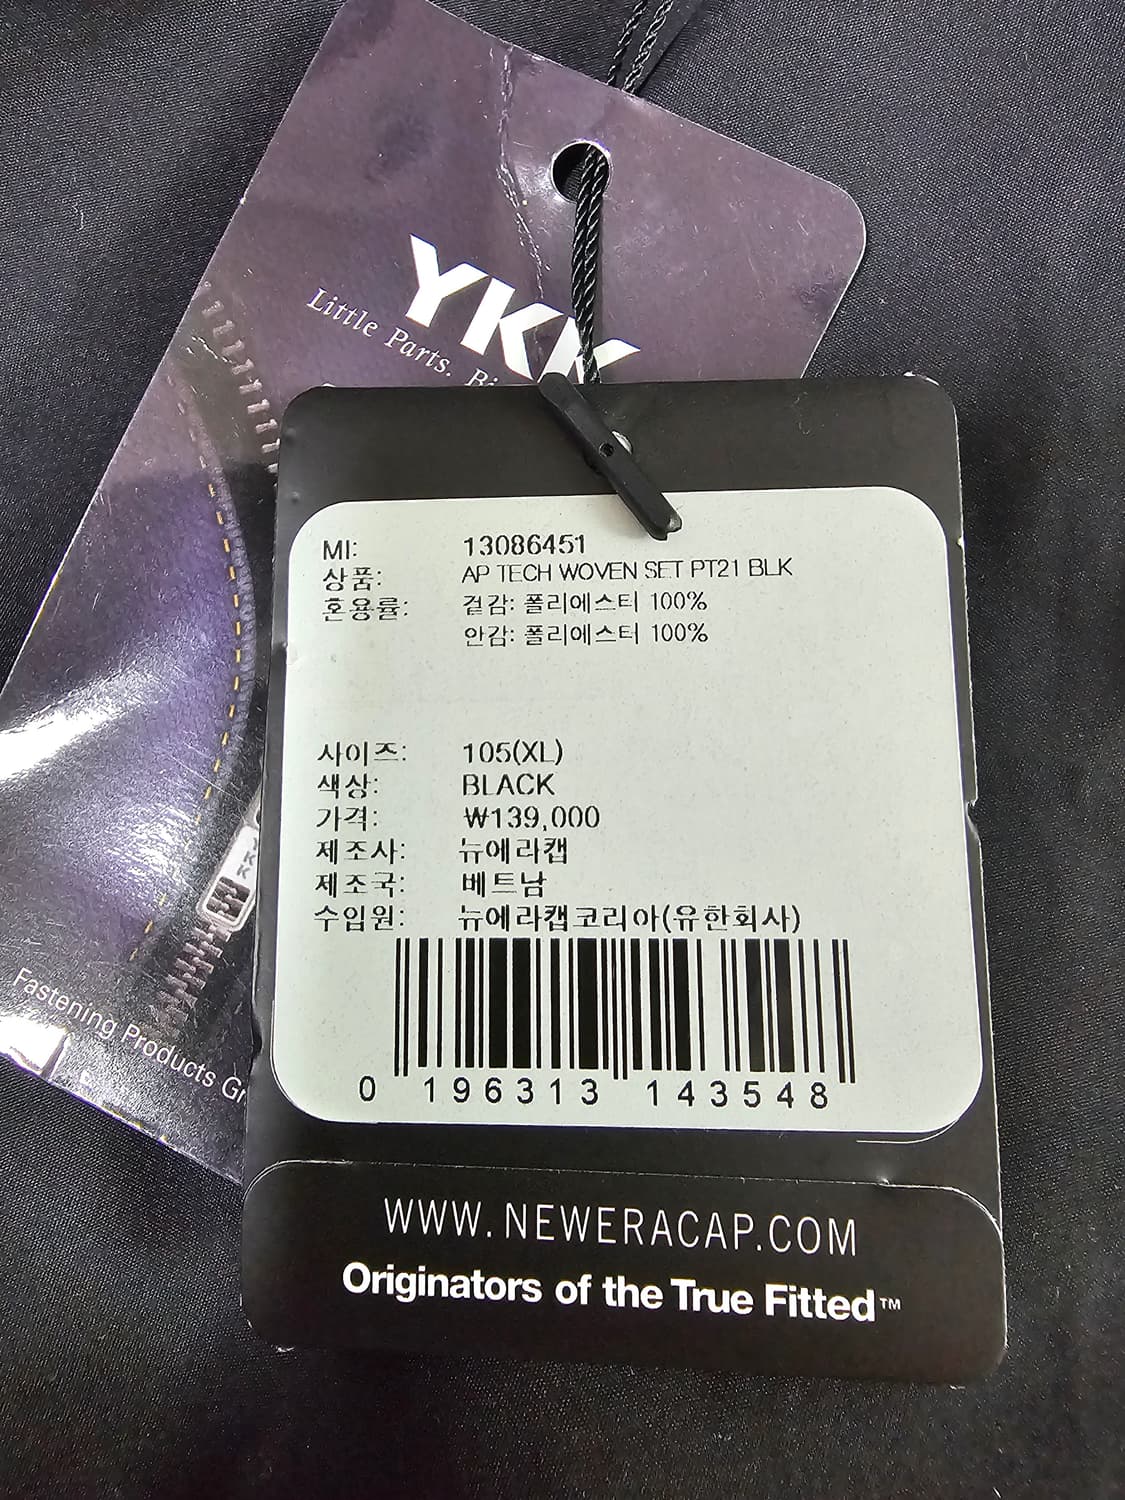 YKK
Little Parts.
MI: 13086451
상품: AP TECH WOVEN SET PT21 BLK
혼용률: 겉감: 폴리에스터 100%
안감: 폴리에스터 100%
사이즈: 105(XL)
색상: BLACK
가격: ₩139,000
제조사: 뉴에라캡
제조국: 베트남
수입원: 뉴에라캡코리아(유한회사)
0 196313 143548
YKK
Fastening Products
WWW.NEWERACAP.COM
Originators of the True Fitted™